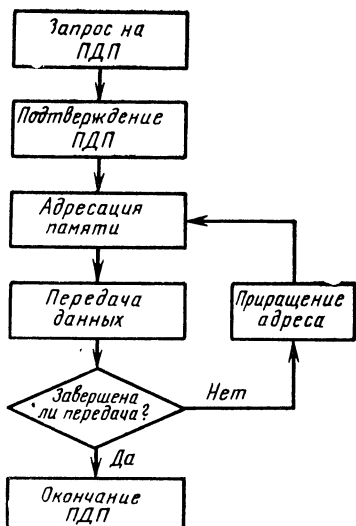 Запрос на
ПДП
Подтверждение
ПДП
Адресация
памяти
Передача
данных
Приращение
адреса
Завершена
ли передача?
Нет
Да
Окончание
ПДП